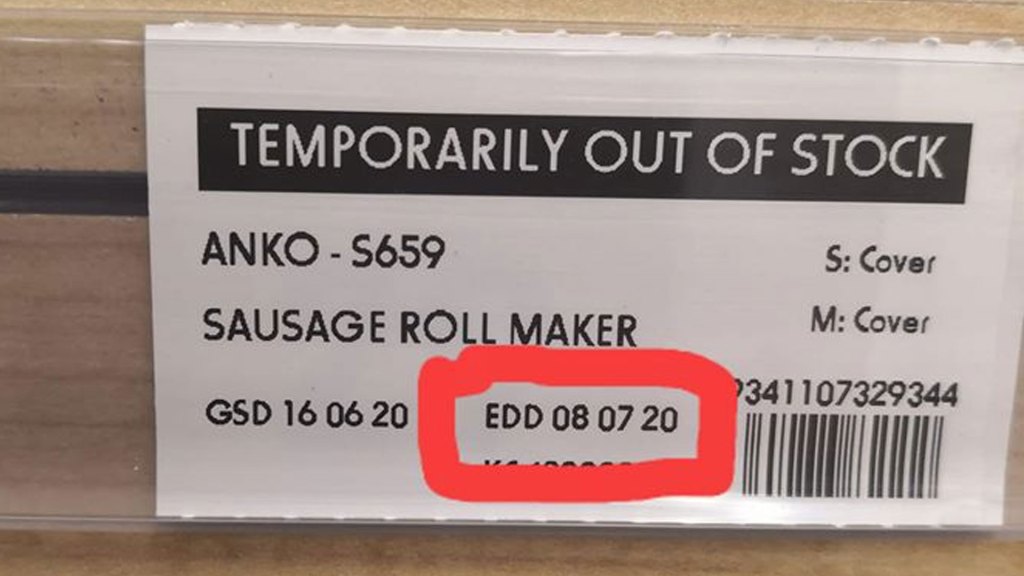 TEMPORARILY OUT OF STOCK
ANKO - S659
S: Cover
SAUSAGE ROLL MAKER
M: Cover
GSD 16 06 20
EDD 08 07 20
9341107329344